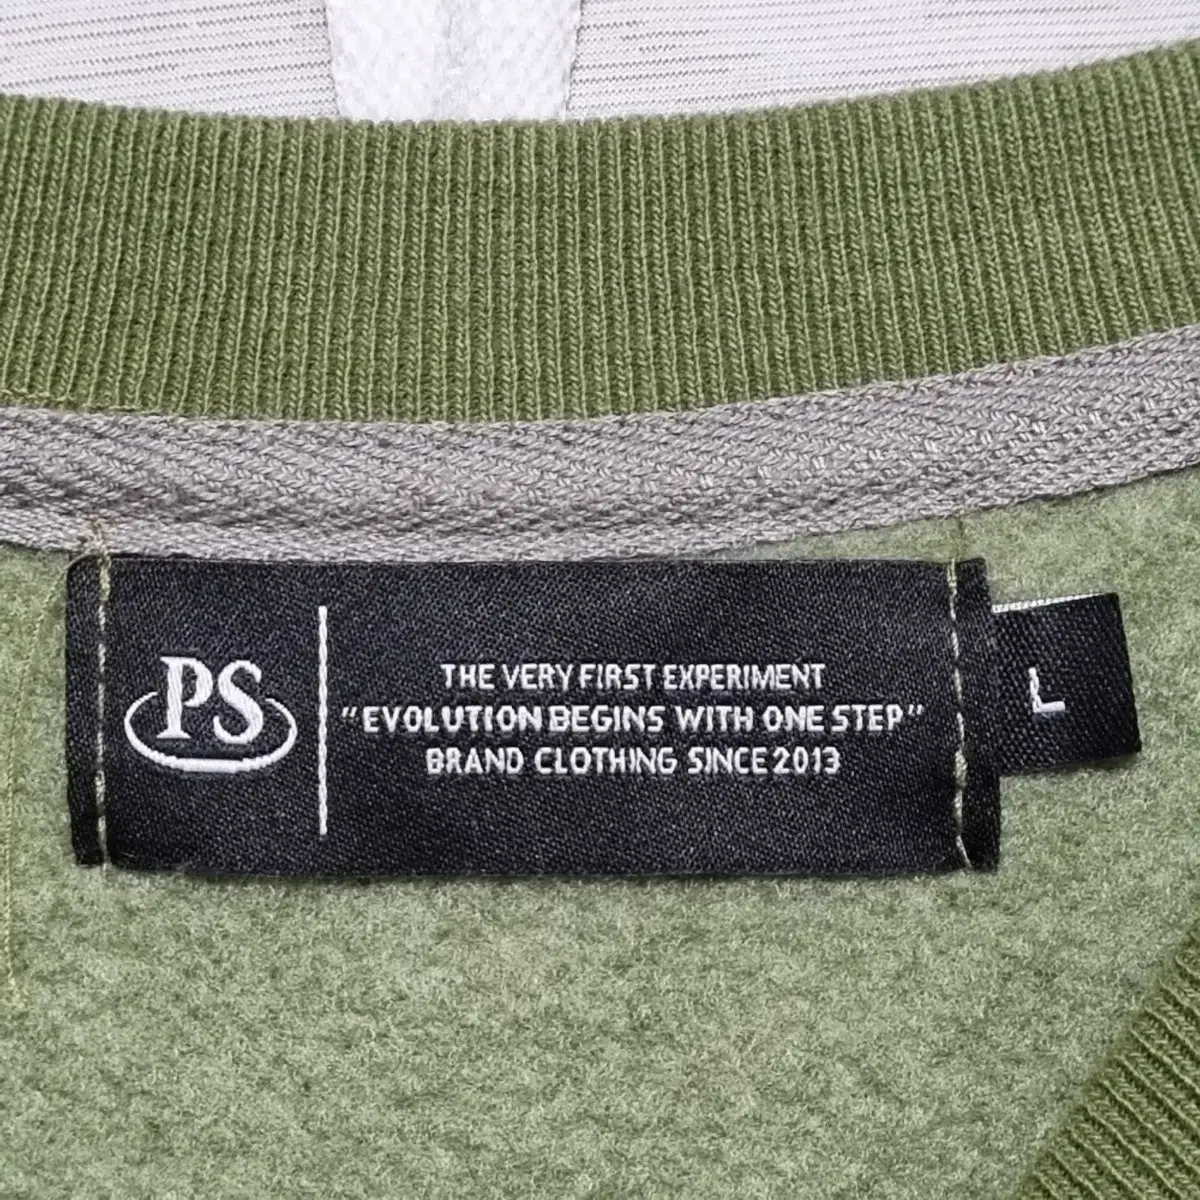 PS
THE VERY FIRST EXPERIMENT
"EVOLUTION BEGINS WITH ONE STEP"
BRAND CLOTHING SINCE 2013
L